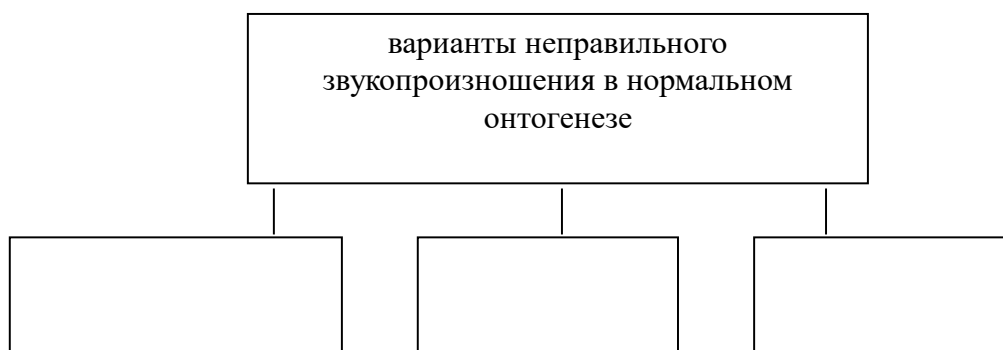 варианты неправильного
звукопроизношения в нормальном
онтогенезе